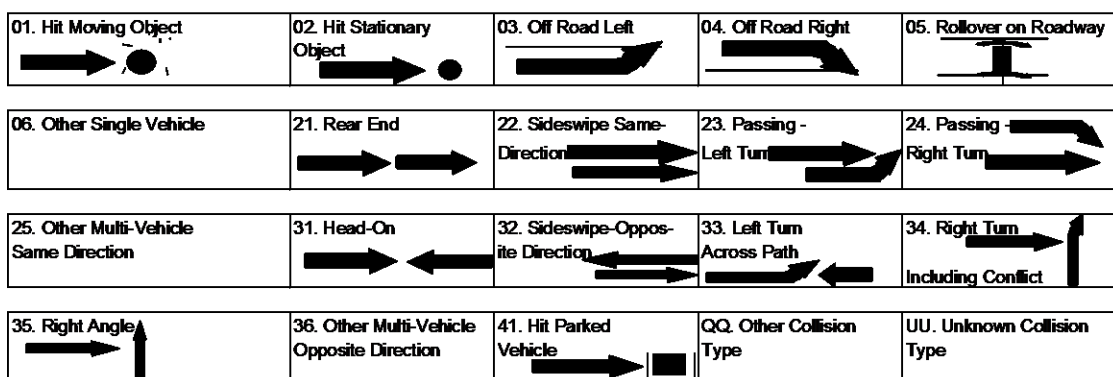 01. Hit Moving Object
02. Hit Stationary
Object
03. Off Road Left
04. Off Road Right
05. Rollover on Roadway
06. Other Single Vehicle
21. Rear End
22. Sideswipe Same-
Direction
23. Passing -
Left Turn
24. Passing -
Right Turn
25. Other Multi-Vehicle
Same Direction
31. Head-On
32. Sideswipe-Oppos-
ite Direction
33. Left Turn
Across Path
34. Right Turn
Including Conflict
35. Right Angle
36. Other Multi-Vehicle
Opposite Direction
41. Hit Parked
Vehicle
QQ. Other Collision
Type
UU. Unknown Collision
Type